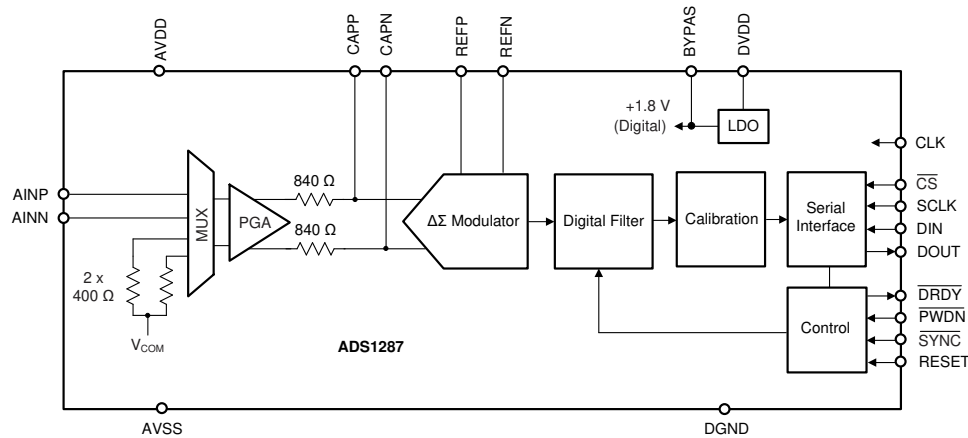 AVDD
CAPP
CAPN
REFP
REFN
BYPAS
DVDD
+1.8 V
(Digital)
LDO
CLK
AINP
AINN
MUX
PGA
840 Ω
840 Ω
ΔΣ Modulator
Digital Filter
Calibration
Serial
Interface
CS
SCLK
DIN
DOUT
2 x
400 Ω
VCOM
ADS1287
Control
DRDY
PWDN
SYNC
RESET
AVSS
DGND